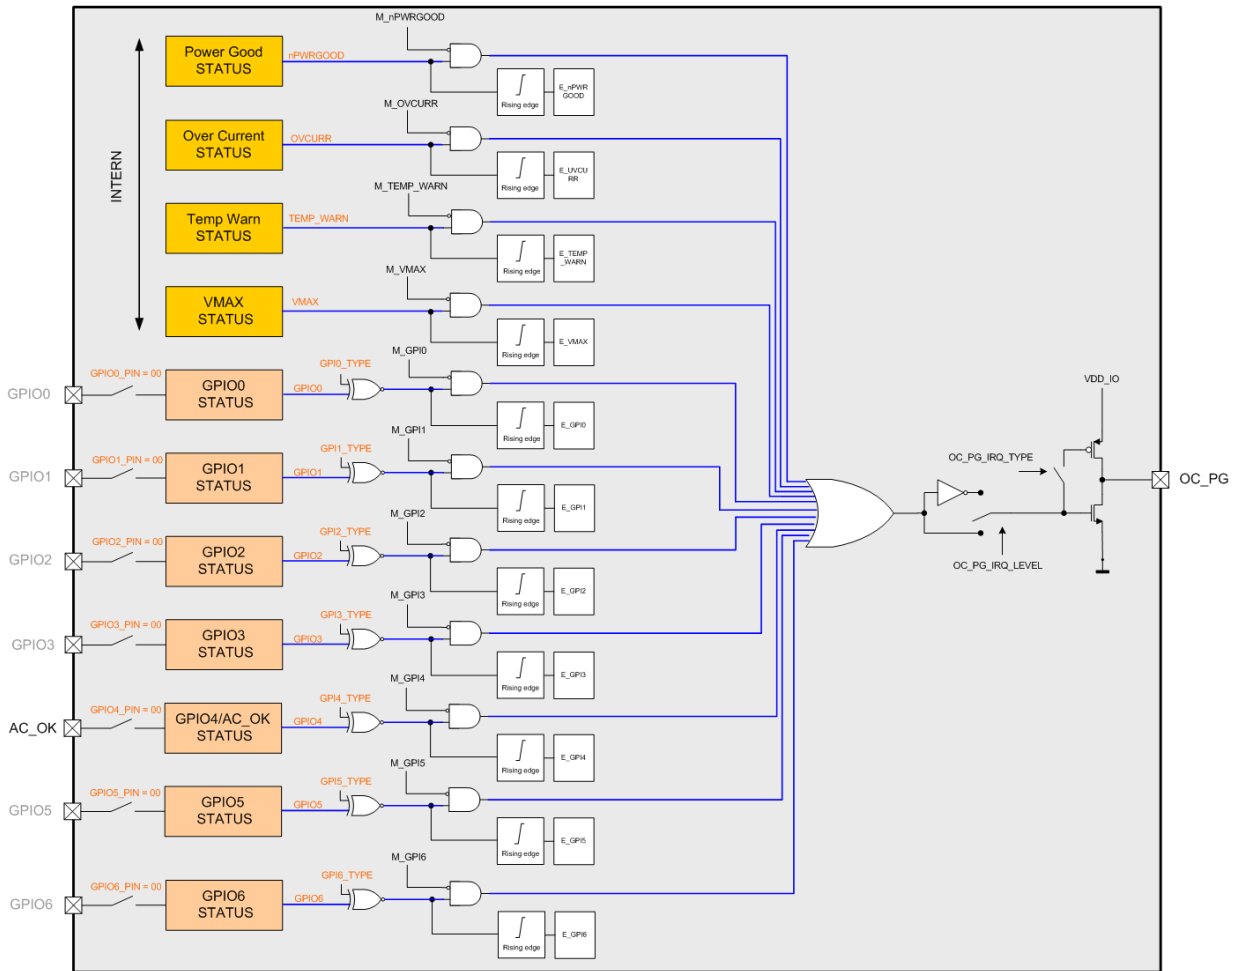 M_nPWRGOOD
Power Good
STATUS
nPWRGOOD
Rising edge
E_nPWR
GOOD
M_OVCURR
Over Current
STATUS
OVCURR
Rising edge
E_UVCU
RR
INTERN
M_TEMP_WARN
Temp Warn
STATUS
TEMP_WARN
Rising edge
E_TEMP
_WARN
M_VMAX
VMAX
STATUS
VMAX
Rising edge
E_VMAX
GPIO0
GPIO0_PIN = 00
GPIO0
STATUS
GPIO0
GPI0_TYPE
M_GPI0
Rising edge
E_GPI0
GPIO1
GPIO1_PIN = 00
GPIO1
STATUS
GPIO1
GPI1_TYPE
M_GPI1
Rising edge
E_GPI1
GPIO2
GPIO2_PIN = 00
GPIO2
STATUS
GPIO2
GPI2_TYPE
M_GPI2
Rising edge
E_GPI2
GPIO3
GPIO3_PIN = 00
GPIO3
STATUS
GPIO3
GPI3_TYPE
M_GPI3
Rising edge
E_GPI3
AC_OK
GPIO4_PIN = 00
GPIO4/AC_OK
STATUS
GPIO4
GPI4_TYPE
M_GPI4
Rising edge
E_GPI4
GPIO5
GPIO5_PIN = 00
GPIO5
STATUS
GPIO5
GPI5_TYPE
M_GPI5
Rising edge
E_GPI5
GPIO6
GPIO6_PIN = 00
GPIO6
STATUS
GPIO6
GPI6_TYPE
M_GPI6
Rising edge
E_GPI6
VDD_IO
OC_PG_IRQ_TYPE
OC_PG
OC_PG_IRQ_LEVEL